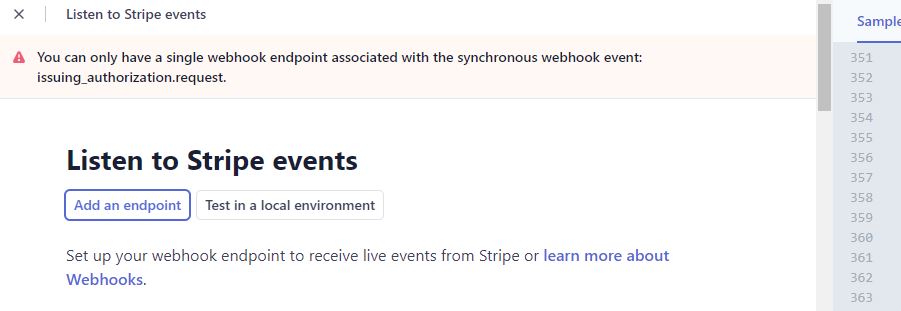 Listen to Stripe events
You can only have a single webhook endpoint associated with the synchronous webhook event:
issuing_authorization.request.
Listen to Stripe events
Add an endpoint
Test in a local environment
Set up your webhook endpoint to receive live events from Stripe or learn more about
Webhooks.
Sample
351
352
353
354
355
356
357
358
359
360
361
362
363